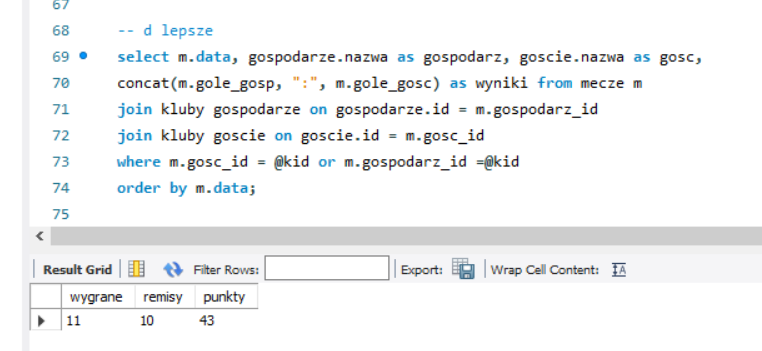 67
68 -- d lepsze
69 select m.data, gospodarze.nazwa as gospodarz, goscie.nazwa as gosc,
70 concat(m.gole_gosp, ":", m.gole_gosc) as wyniki from mecze m
71 join kluby gospodarze on gospodarze.id = m.gospodarz_id
72 join kluby goscie on goscie.id = m.gosc_id
73 where m.gosc_id = @kid or m.gospodarz_id =@kid
74 order by m.data;
75
Result Grid Filter Rows: Export: Wrap Cell Content:
wygrane remisy punkty
11 10 43